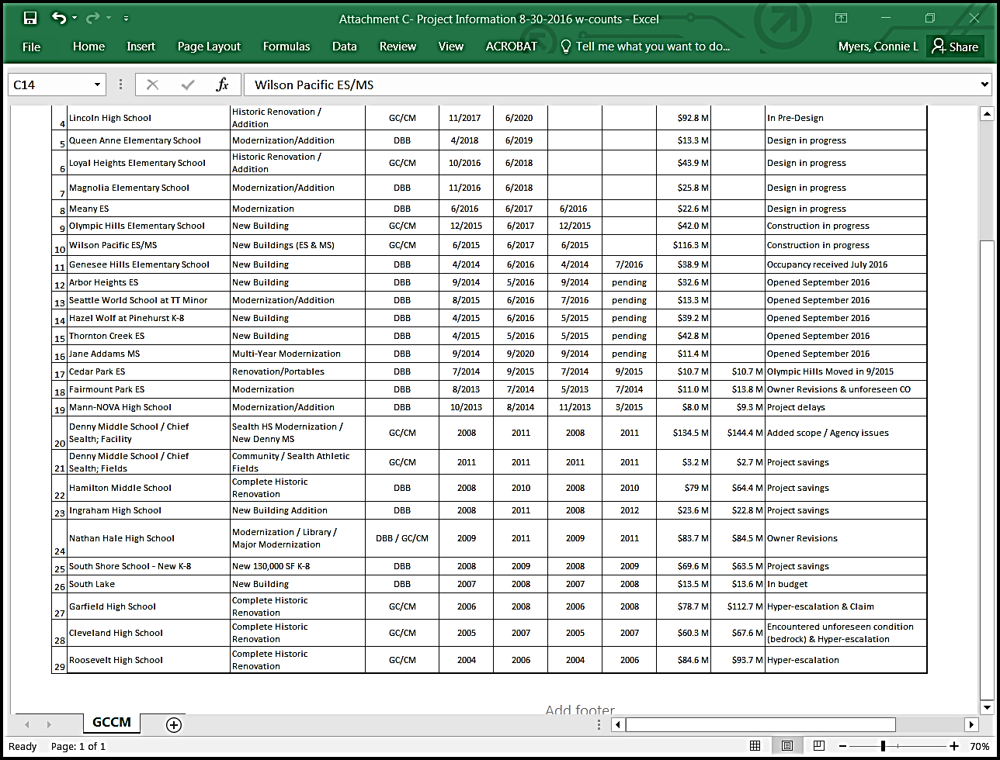 Attachment C- Project Information 8-30-2016 w-counts - Excel
File Home Insert Page Layout Formulas Data Review View ACROBAT Tell me what you want to do... Myers, Connie L Share
C14 fx Wilson Pacific ES/MS
4 Lincoln High School Historic Renovation / Addition GC/CM 11/2017 6/2020 $92.8 M In Pre-Design
5 Queen Anne Elementary School Modernization/Addition DBB 4/2018 6/2019 $13.3 M Design in progress
6 Loyal Heights Elementary School Historic Renovation / Addition GC/CM 10/2016 6/2018 $43.9 M Design in progress
7 Magnolia Elementary School Modernization/Addition DBB 11/2016 6/2018 $25.8 M Design in progress
8 Meany ES Modernization DBB 6/2016 6/2017 6/2016 $22.6 M Design in progress
9 Olympic Hills Elementary School New Building GC/CM 12/2015 6/2017 12/2015 $42.0 M Construction in progress
10 Wilson Pacific ES/MS New Buildings (ES & MS) GC/CM 6/2015 6/2017 6/2015 $116.3 M Construction in progress
11 Genesee Hills Elementary School New Building DBB 4/2014 6/2016 4/2014 7/2016 $38.9 M Occupancy received July 2016
12 Arbor Heights ES New Building DBB 9/2014 5/2016 9/2014 pending $32.6 M Opened September 2016
13 Seattle World School at TT Minor Modernization/Addition DBB 8/2015 6/2016 7/2016 pending $13.3 M Opened September 2016
14 Hazel Wolf at Pinehurst K-8 New Building DBB 4/2015 6/2016 5/2015 pending $39.2 M Opened September 2016
15 Thornton Creek ES New Building DBB 4/2015 5/2016 5/2015 pending $42.8 M Opened September 2016
16 Jane Addams MS Multi-Year Modernization DBB 9/2014 9/2020 9/2014 pending $11.4 M Opened September 2016
17 Cedar Park ES Renovation/Portables DBB 7/2014 9/2015 7/2014 9/2015 $10.7 M $10.7 M Olympic Hills Moved in 9/2015
18 Fairmount Park ES Modernization DBB 8/2013 7/2014 5/2013 7/2014 $11.0 M $13.8 M Owner Revisions & unforeseen CO
19 Mann-NOVA High School Modernization/Addition DBB 10/2013 8/2014 11/2013 3/2015 $8.0 M $9.3 M Project delays
20 Denny Middle School / Chief Sealth; Facility Sealth HS Modernization / New Denny MS GC/CM 2008 2011 2008 2011 $134.5 M $144.4 M Added scope / Agency issues
21 Denny Middle School / Chief Sealth; Fields Community / Sealth Athletic Fields GC/CM 2011 2011 2011 2011 $3.2 M $2.7 M Project savings
22 Hamilton Middle School Complete Historic Renovation DBB 2008 2010 2008 2010 $79 M $64.4 M Project savings
23 Ingraham High School New Building Addition DBB 2008 2011 2008 2012 $23.6 M $22.8 M Project savings
24 Nathan Hale High School Modernization / Library / Major Modernization DBB / GC/CM 2009 2011 2009 2011 $83.7 M $84.5 M Owner Revisions
25 South Shore School - New K-8 New 130,000 SF K-8 DBB 2008 2009 2008 2009 $69.6 M $63.5 M Project savings
26 South Lake New Building DBB 2007 2008 2007 2008 $13.5 M $13.6 M In budget
27 Garfield High School Complete Historic Renovation GC/CM 2006 2008 2006 2008 $78.7 M $112.7 M Hyper-escalation & Claim
28 Cleveland High School Complete Historic Renovation GC/CM 2005 2007 2005 2007 $60.3 M $67.6 M Encountered unforeseen condition (bedrock) & Hyper-escalation
29 Roosevelt High School Complete Historic Renovation GC/CM 2004 2006 2004 2006 $84.6 M $93.7 M Hyper-escalation
Add footer
GCCM
Ready Page: 1 of 1 70%